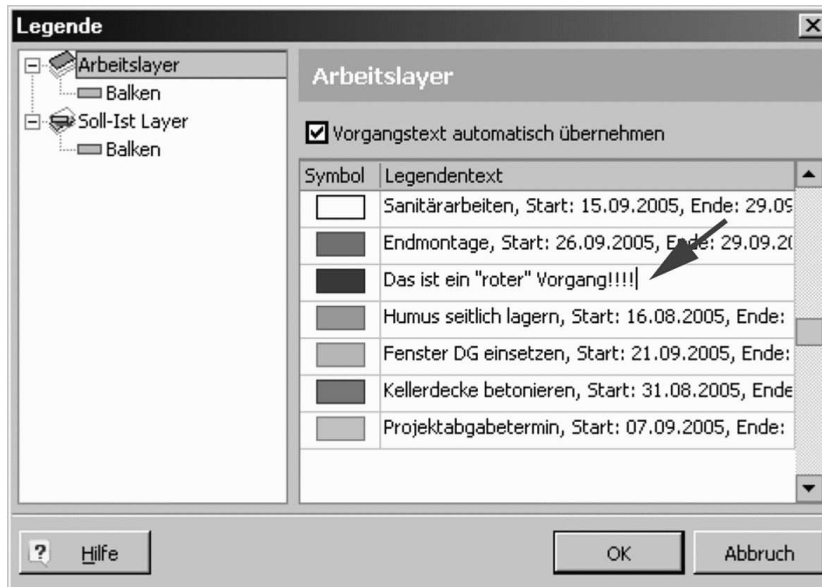 Legende
Arbeitslayer
Balken
Soll-Ist Layer
Balken
Arbeitslayer
Vorgangstext automatisch übernehmen
Symbol Legendentext
Sanitärarbeiten, Start: 15.09.2005, Ende: 29.09
Endmontage, Start: 26.09.2005, Ende: 29.09.20
Das ist ein "roter" Vorgang!!!!
Humus seitlich lagern, Start: 16.08.2005, Ende:
Fenster DG einsetzen, Start: 21.09.2005, Ende:
Kellerdecke betonieren, Start: 31.08.2005, Ende
Projektabgabetermin, Start: 07.09.2005, Ende:
? Hilfe OK Abbruch